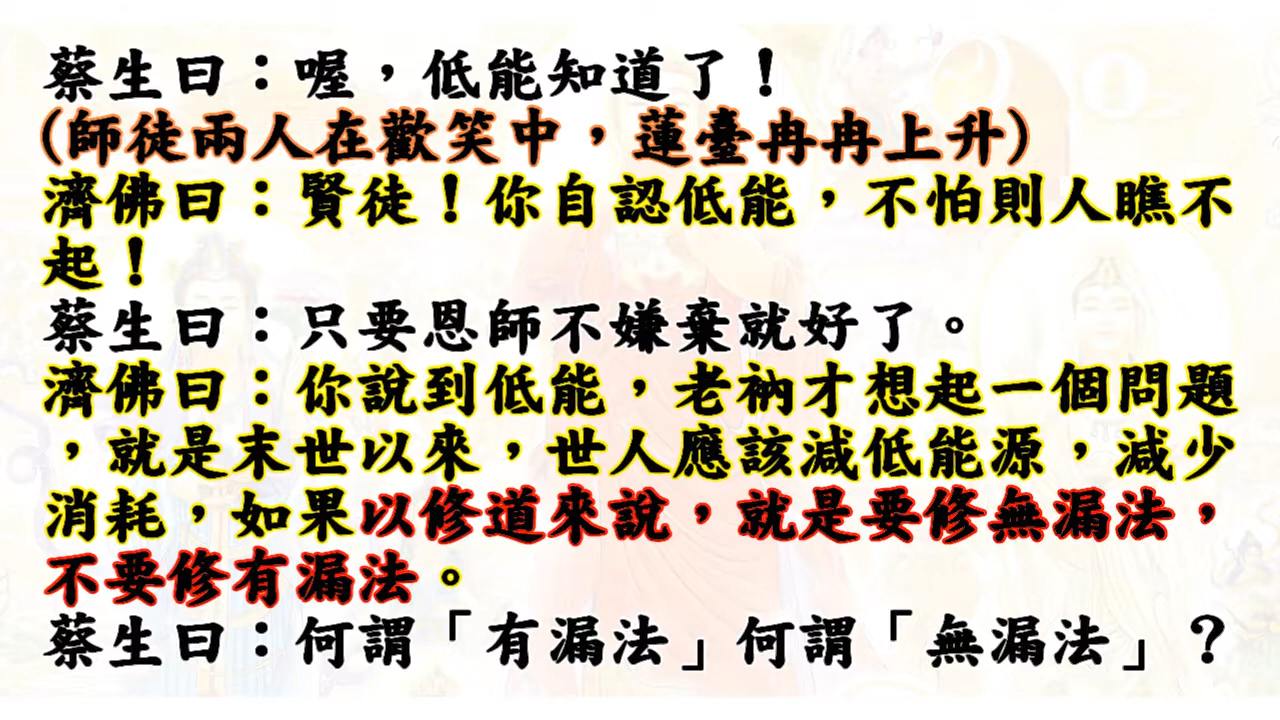 蔡生曰：喔，低能知道了！
(師徒兩人在歡笑中，蓮臺冉冉上升)
濟佛曰：賢徒！你自認低能，不怕則人瞧不
起！
蔡生曰：只要恩師不嫌棄就好了。
濟佛曰：你說到低能，老衲才想起一個問題
，就是末世以來，世人應該減低能源，減少
消耗，如果以修道來說，就是要修無漏法，
不要修有漏法。
蔡生曰：何謂「有漏法」何謂「無漏法」？